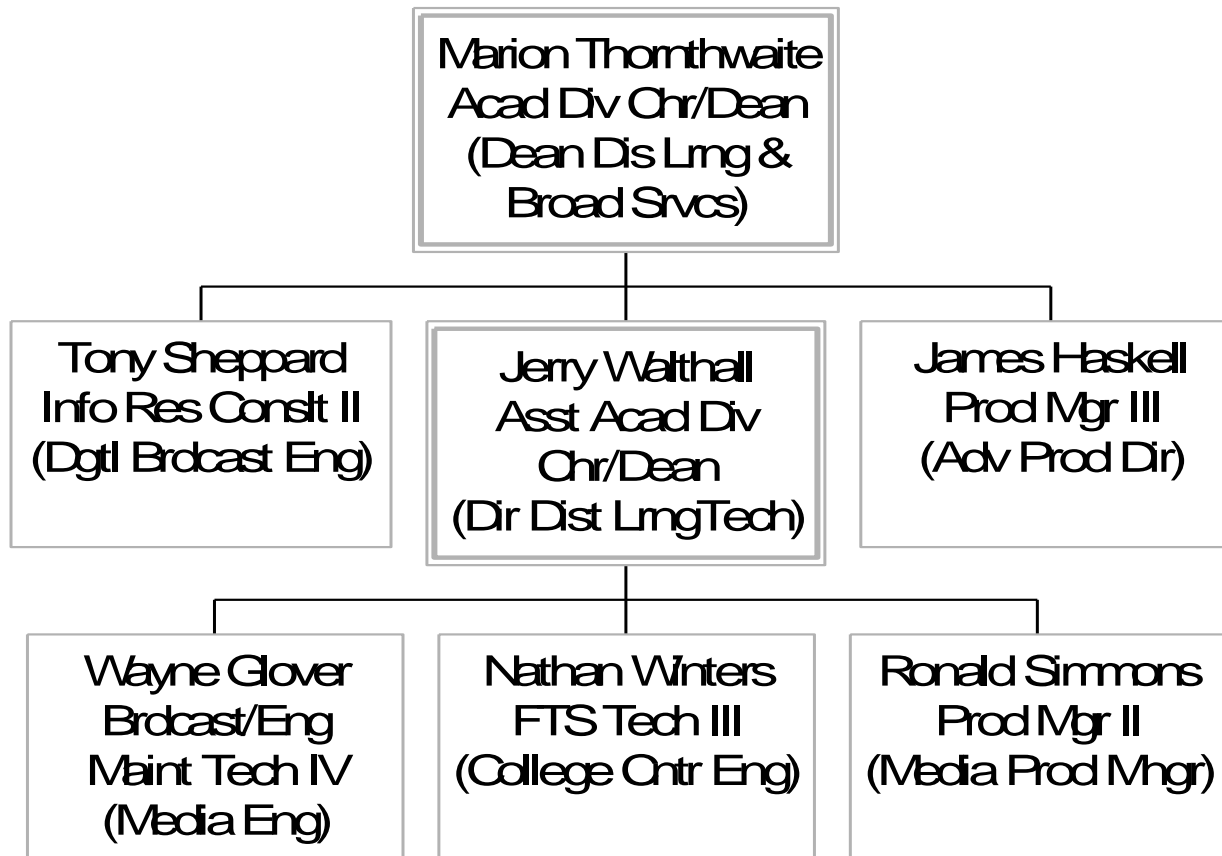 Marion Thornthwaite
Acad Div Chr/Dean
(Dean Dis Lrng &
Broad Srvcs)
Tony Sheppard
Info Res Conslt II
(Dgtl Brdcast Eng)
Jerry Walthall
Asst Acad Div
Chr/Dean
(Dir Dist Lrng Tech)
James Haskell
Prod Mgr III
(Adv Prod Dir)
Wayne Glover
Brdcast/Eng
Maint Tech IV
(Media Eng)
Nathan Winters
FTS Tech III
(College Cntr Eng)
Ronald Simmons
Prod Mgr II
(Media Prod Mngr)